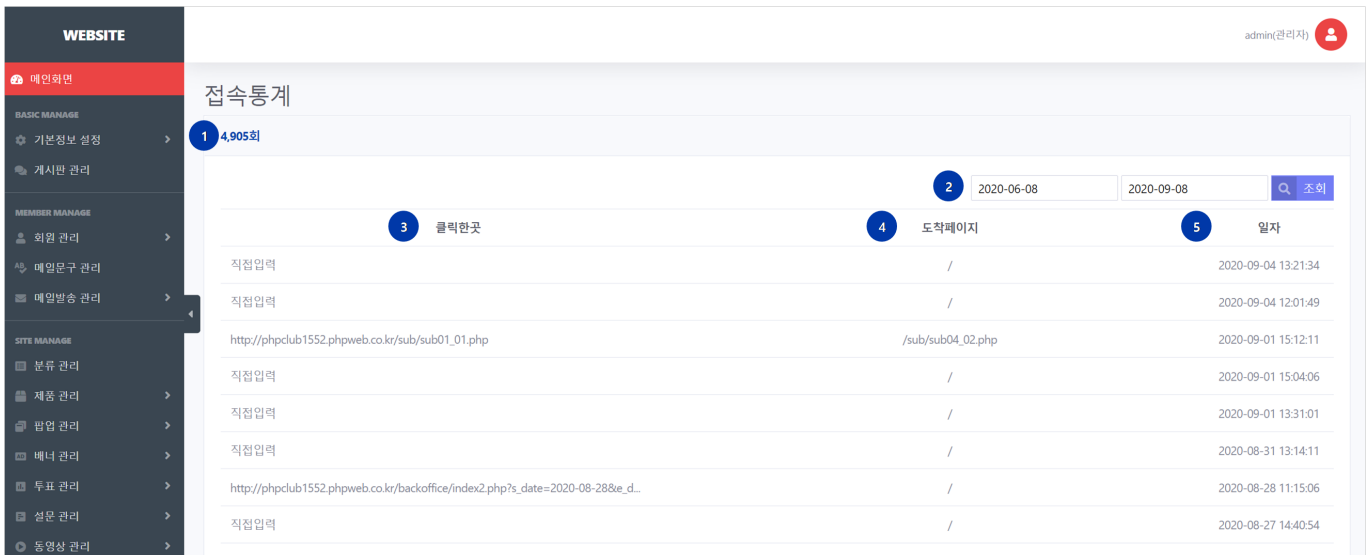 WEBSITE
admin(관리자)
메인화면
BASIC MANAGE
기본정보 설정
게시판 관리
MEMBER MANAGE
회원 관리
메일문구 관리
메일발송 관리
SITE MANAGE
분류 관리
제품 관리
팝업 관리
배너 관리
투표 관리
설문 관리
동영상 관리
접속통계
1 4,905회
2 2020-06-08 2020-09-08 조회
3 클릭한곳 4 도착페이지 5 일자
직접입력 / 2020-09-04 13:21:34
직접입력 / 2020-09-04 12:01:49
http://phpclub1552.phpweb.co.kr/sub/sub01_01.php /sub/sub04_02.php 2020-09-01 15:12:11
직접입력 / 2020-09-01 15:04:06
직접입력 / 2020-09-01 13:31:01
직접입력 / 2020-08-31 13:14:11
http://phpclub1552.phpweb.co.kr/backoffice/index2.php?s_date=2020-08-28&e_d... / 2020-08-28 11:15:06
직접입력 / 2020-08-27 14:40:54